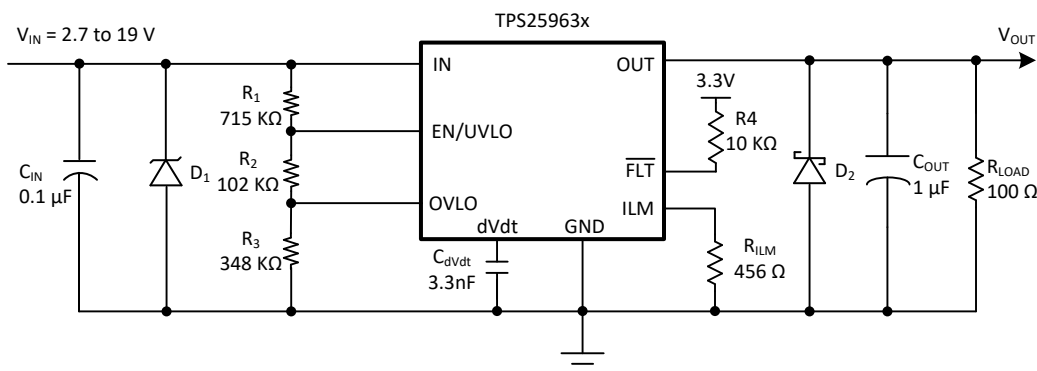 TPS25963x
V_IN = 2.7 to 19 V
V_OUT
IN
OUT
3.3V
R_1
715 KΩ
R4
10 KΩ
EN/UVLO
C_IN
0.1 µF
D_1
R_2
102 KΩ
FLT
D_2
C_OUT
1 µF
R_LOAD
100 Ω
OVLO
ILM
dVdt
GND
R_3
348 KΩ
C_dVdt
3.3nF
R_ILM
456 Ω